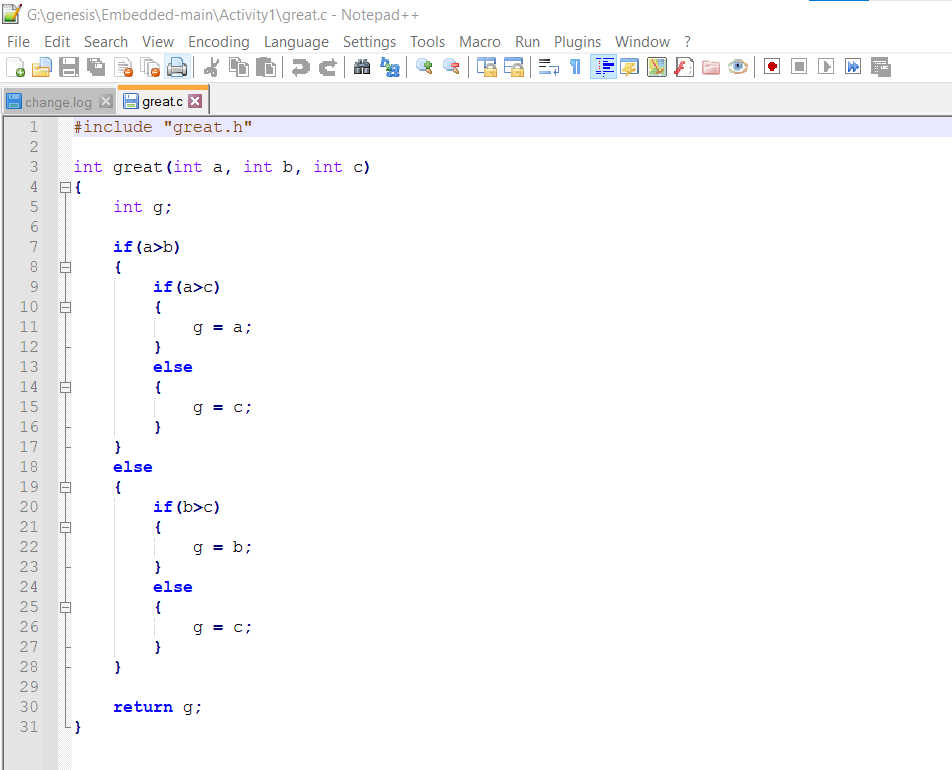 G:\genesis\Embedded-main\Activity1\great.c - Notepad++
File Edit Search View Encoding Language Settings Tools Macro Run Plugins Window ?
change.log great.c
1 #include "great.h"
2
3 int great(int a, int b, int c)
4 {
5     int g;
6
7     if(a>b)
8     {
9         if(a>c)
10         {
11             g = a;
12         }
13         else
14         {
15             g = c;
16         }
17     }
18     else
19     {
20         if(b>c)
21         {
22             g = b;
23         }
24         else
25         {
26             g = c;
27         }
28     }
29
30     return g;
31 }